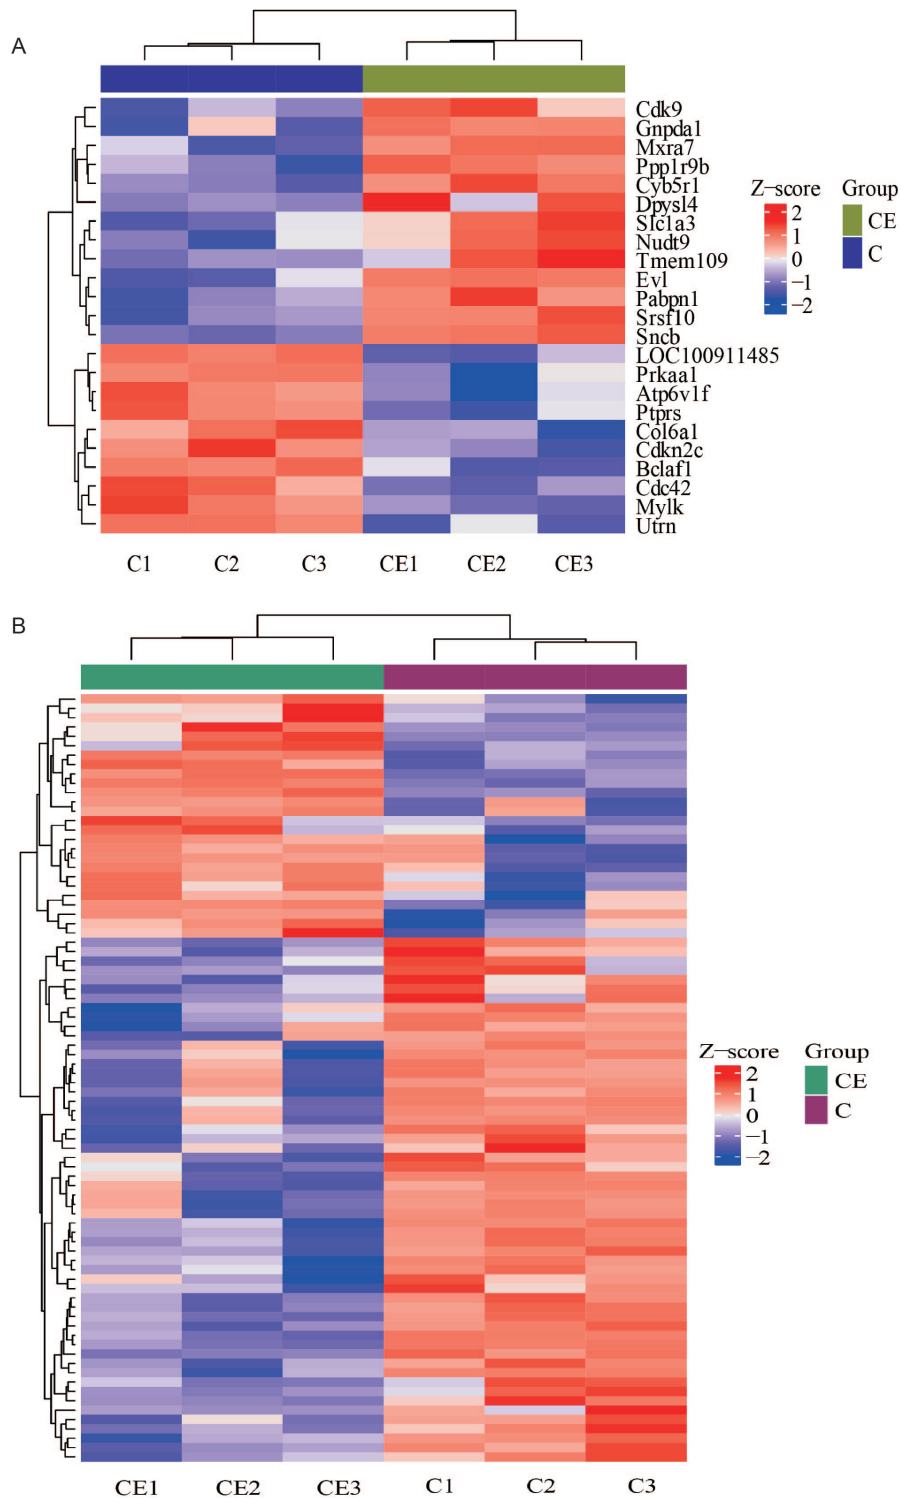 A
Cdk9
Gnpda1
Mxra7
Ppp1r9b
Cyb5r1
Dpysl4
Slc1a3
Nudt9
Tmem109
Evl
Pabpn1
Srsf10
Sncb
LOC100911485
Prkaa1
Atp6v1f
Ptprs
Col6a1
Cdkn2c
Bclaf1
Cdc42
Mylk
Utrn
Z−score Group
2 CE
1 C
0
−1
−2
C1 C2 C3 CE1 CE2 CE3
B
Z−score Group
2 CE
1 C
0
−1
−2
CE1 CE2 CE3 C1 C2 C3